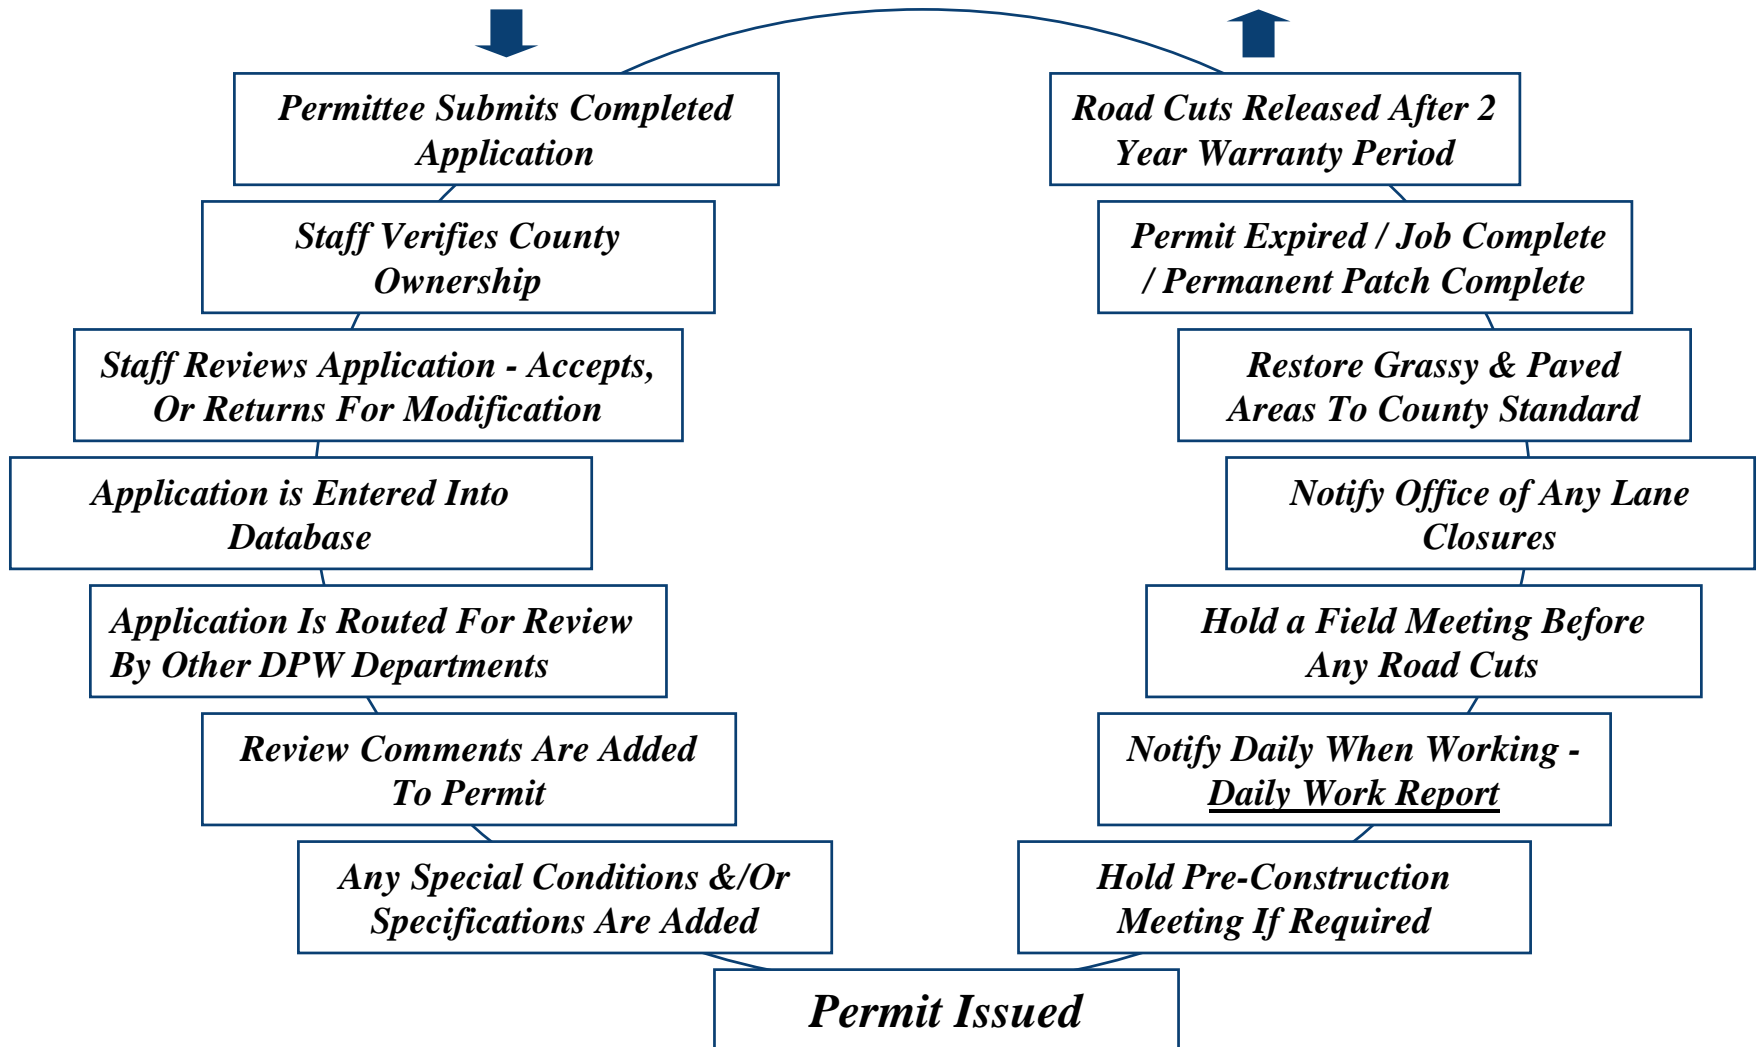 Permittee Submits Completed
Application
Staff Verifies County
Ownership
Staff Reviews Application - Accepts,
Or Returns For Modification
Application is Entered Into
Database
Application Is Routed For Review
By Other DPW Departments
Review Comments Are Added
To Permit
Any Special Conditions &/Or
Specifications Are Added
Permit Issued
Hold Pre-Construction
Meeting If Required
Notify Daily When Working -
Daily Work Report
Hold a Field Meeting Before
Any Road Cuts
Notify Office of Any Lane
Closures
Restore Grassy & Paved
Areas To County Standard
Permit Expired / Job Complete
/ Permanent Patch Complete
Road Cuts Released After 2
Year Warranty Period